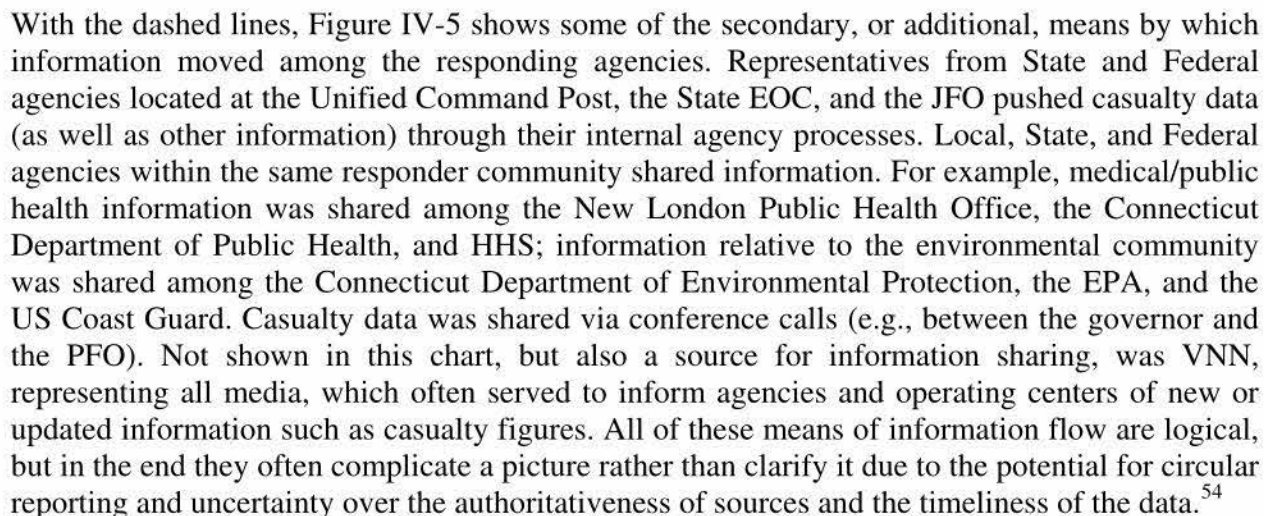 With the dashed lines, Figure IV-5 shows some of the secondary, or additional, means by which
information moved among the responding agencies. Representatives from State and Federal
agencies located at the Unified Command Post, the State EOC, and the JFO pushed casualty data
(as well as other information) through their internal agency processes. Local, State, and Federal
agencies within the same responder community shared information. For example, medical/public
health information was shared among the New London Public Health Office, the Connecticut
Department of Public Health, and HHS; information relative to the environmental community
was shared among the Connecticut Department of Environmental Protection, the EPA, and the
US Coast Guard. Casualty data was shared via conference calls (e.g., between the governor and
the PFO). Not shown in this chart, but also a source for information sharing, was VNN,
representing all media, which often served to inform agencies and operating centers of new or
updated information such as casualty figures. All of these means of information flow are logical,
but in the end they often complicate a picture rather than clarify it due to the potential for circular
reporting and uncertainty over the authoritativeness of sources and the timeliness of the data.54